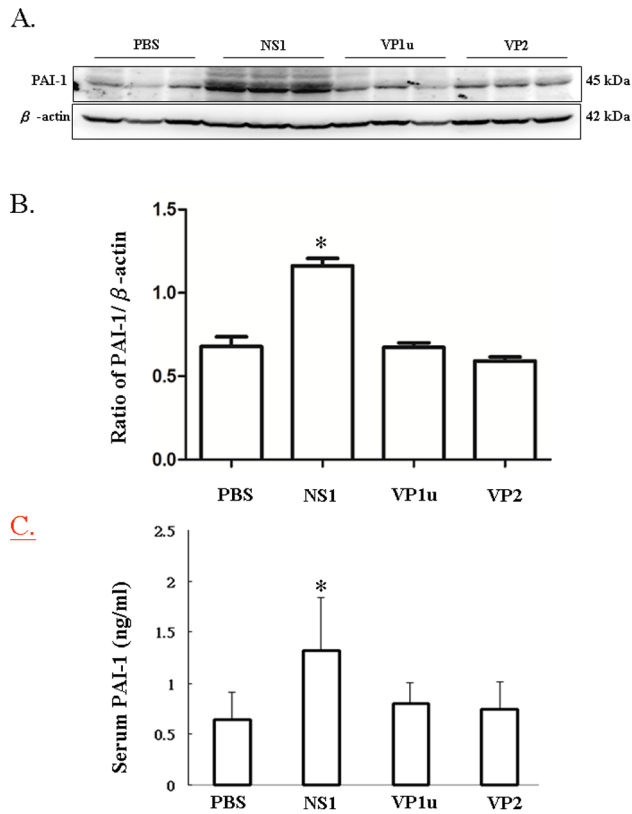 A.
PBS NS1 VP1u VP2
PAI-1 45 kDa
β-actin 42 kDa
B.
Ratio of PAI-1/β-actin
1.5
*
1.0
0.5
0.0
PBS NS1 VP1u VP2
C.
Serum PAI-1 (ng/ml)
2.5
2
*
1.5
1
0.5
0
PBS NS1 VP1u VP2